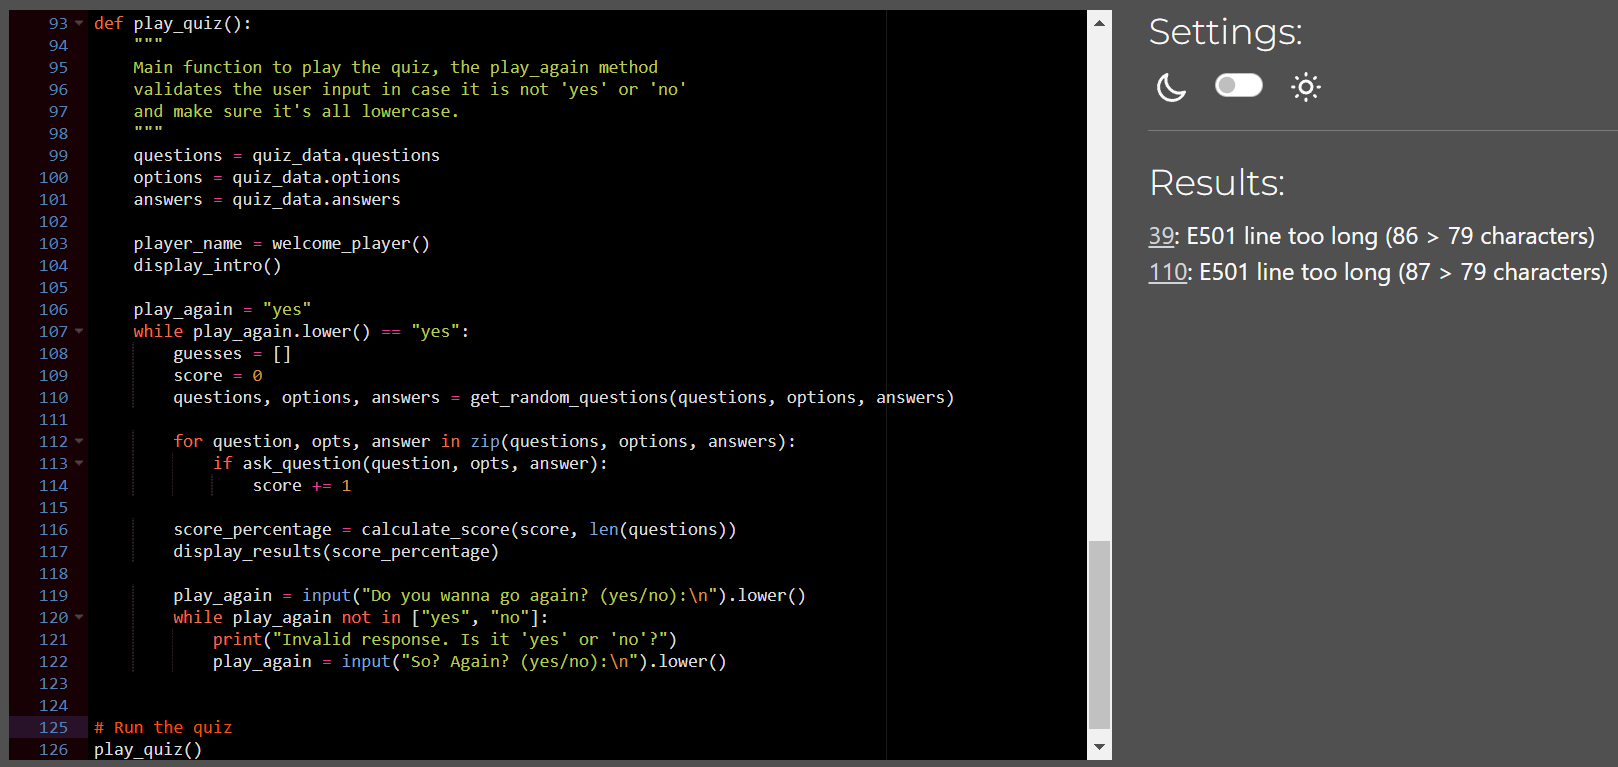 93 def play_quiz():
94     """
95     Main function to play the quiz, the play_again method
96     validates the user input in case it is not 'yes' or 'no'
97     and make sure it's all lowercase.
98     """
99     questions = quiz_data.questions
100     options = quiz_data.options
101     answers = quiz_data.answers
102
103     player_name = welcome_player()
104     display_intro()
105
106     play_again = "yes"
107     while play_again.lower() == "yes":
108         guesses = []
109         score = 0
110         questions, options, answers = get_random_questions(questions, options, answers)
111
112         for question, opts, answer in zip(questions, options, answers):
113             if ask_question(question, opts, answer):
114                 score += 1
115
116         score_percentage = calculate_score(score, len(questions))
117         display_results(score_percentage)
118
119         play_again = input("Do you wanna go again? (yes/no):\n").lower()
120         while play_again not in ["yes", "no"]:
121             print("Invalid response. Is it 'yes' or 'no'?")
122             play_again = input("So? Again? (yes/no):\n").lower()
123
124
125 # Run the quiz
126 play_quiz()
Settings:
Results:
39: E501 line too long (86 > 79 characters)
110: E501 line too long (87 > 79 characters)